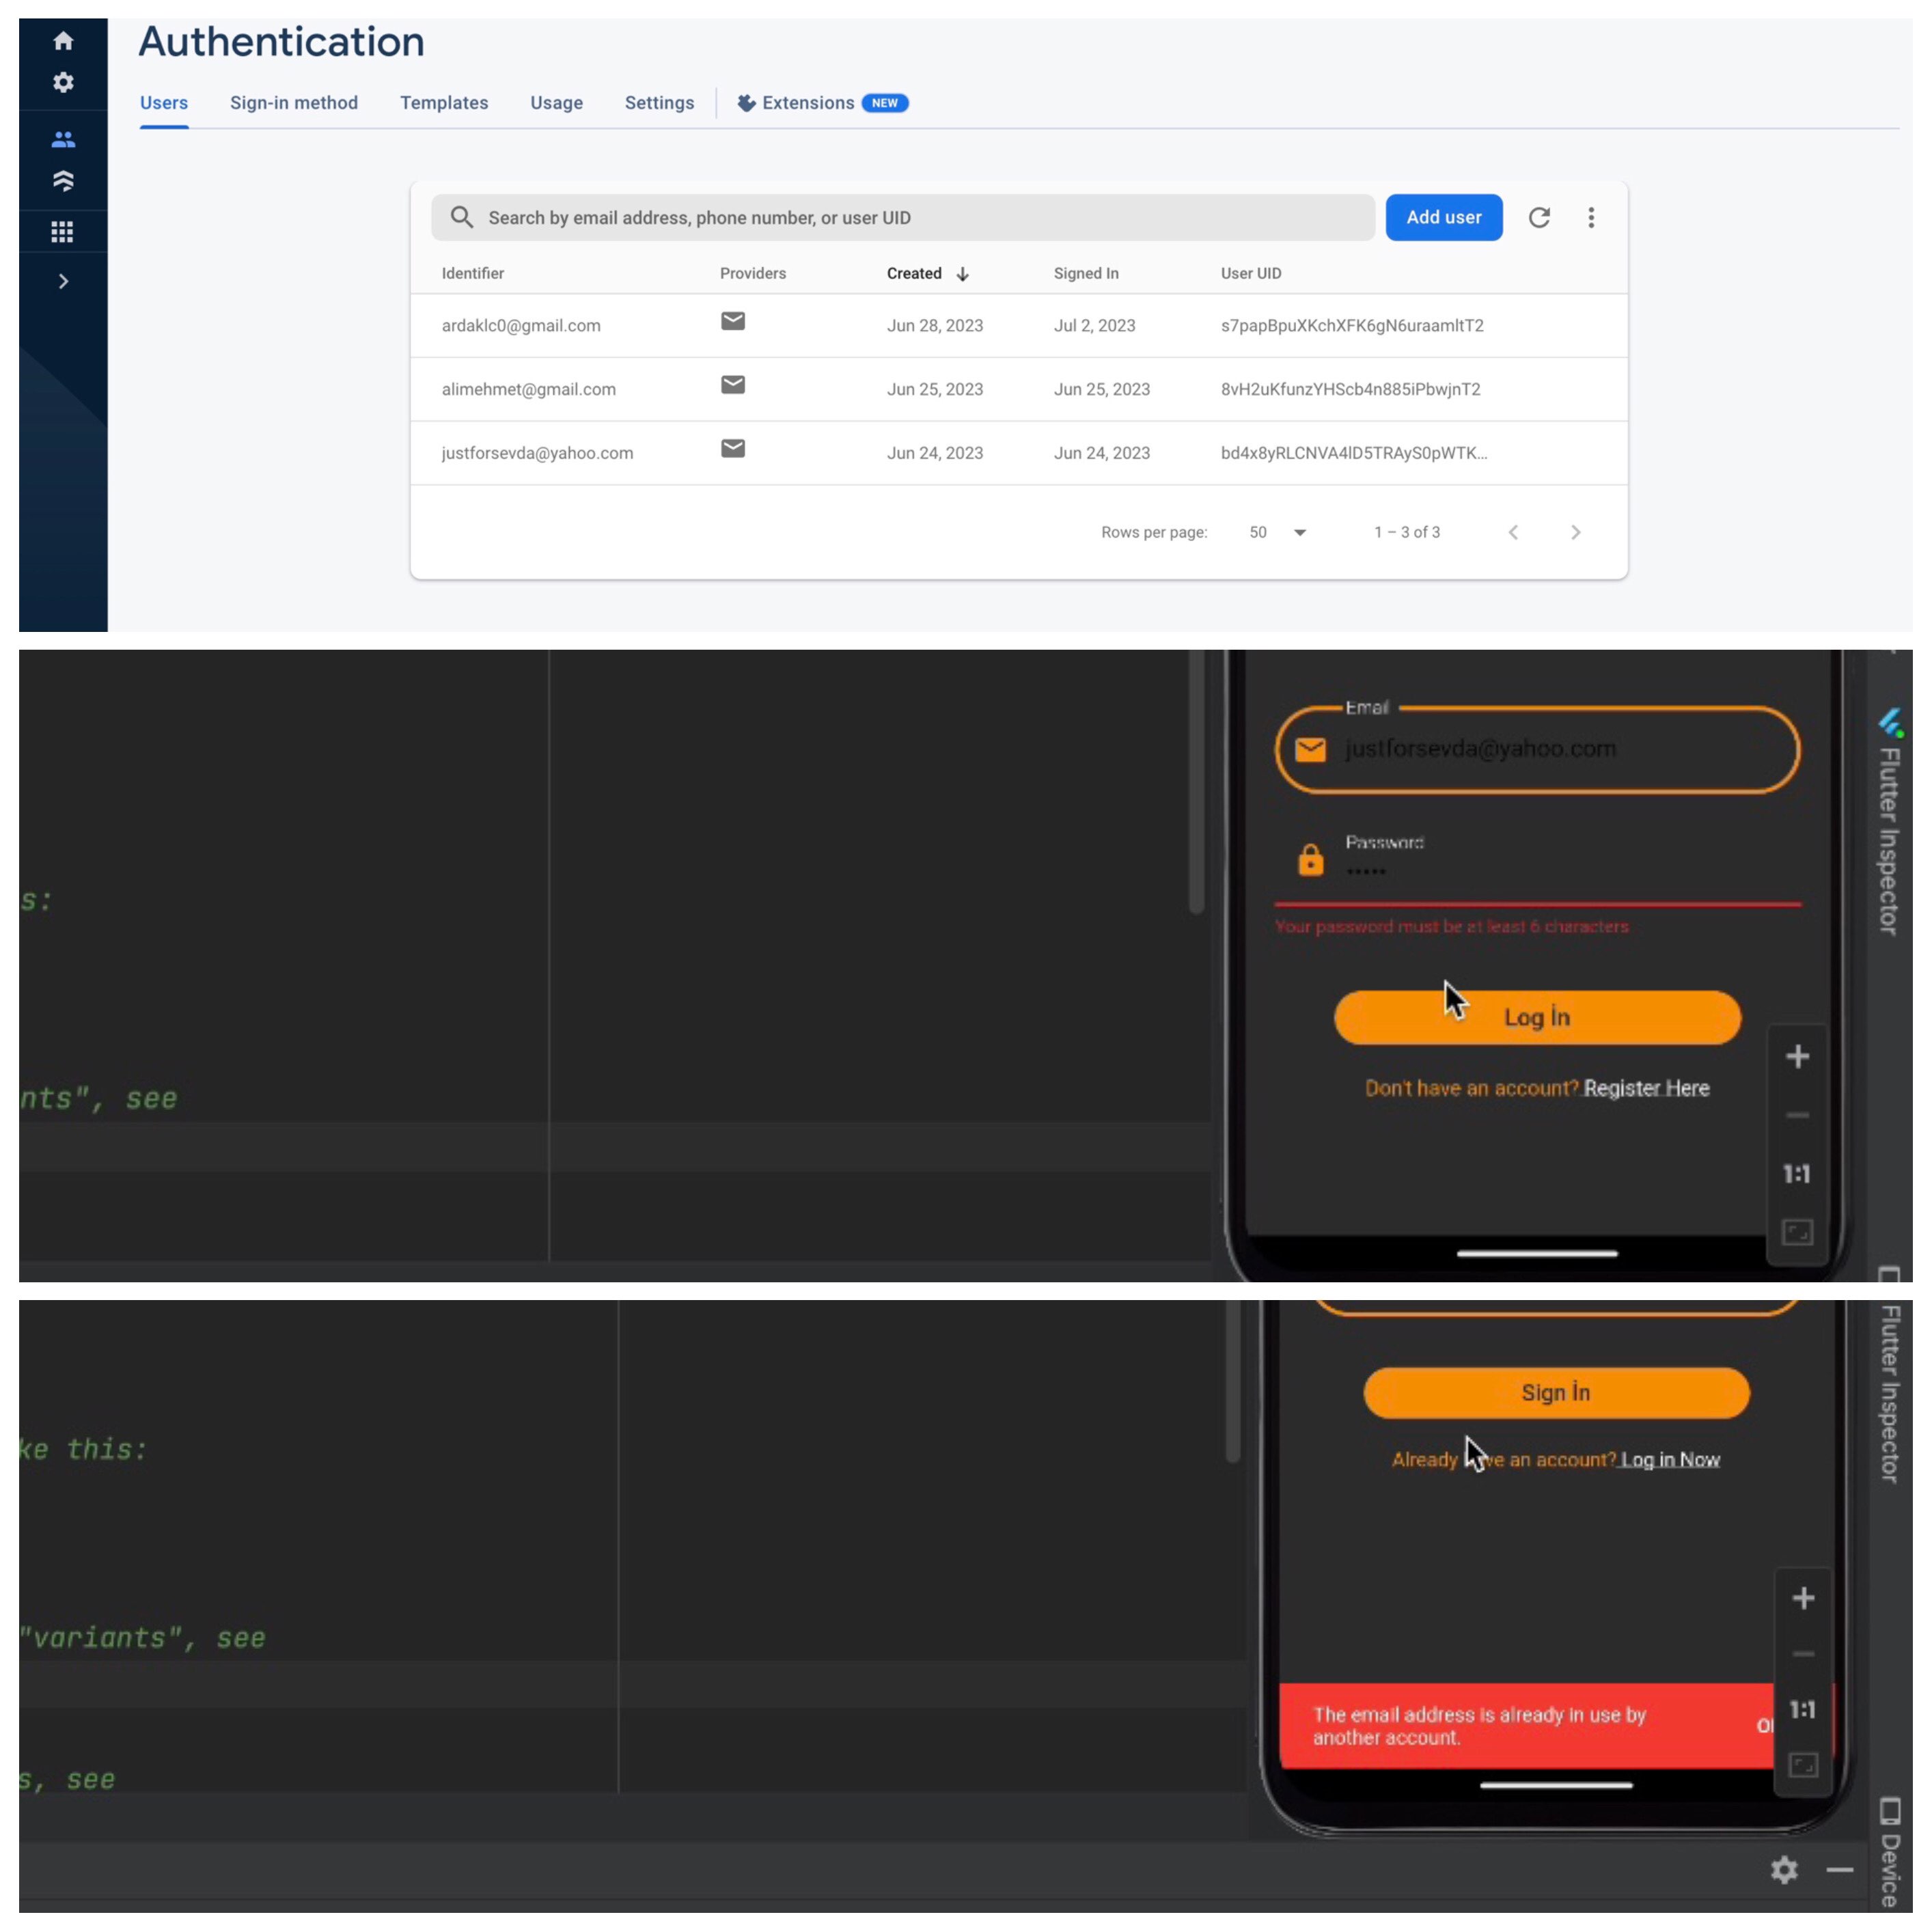 Authentication
Users Sign-in method Templates Usage Settings Extensions NEW
Search by email address, phone number, or user UID Add user
Identifier Providers Created Signed In User UID
ardaklc0@gmail.com Jun 28, 2023 Jul 2, 2023 s7papBpuXKchXFK6gN6uraamltT2
alimehmet@gmail.com Jun 25, 2023 Jun 25, 2023 8vH2uKfunzYHScb4n885iPbwjnT2
justforsevda@yahoo.com Jun 24, 2023 Jun 24, 2023 bd4x8yRLCNVA4lD5TRAyS0pWTK...
Rows per page: 50 1 – 3 of 3
Email
justforsevda@yahoo.com
Password
Your password must be at least 6 characters
Log İn
Don't have an account? Register Here
s:
nts", see
1:1
Flutter Inspector
Sign İn
Already have an account? Log in Now
ke this:
"variants", see
s, see
The email address is already in use by
another account.
1:1
Flutter Inspector
Device